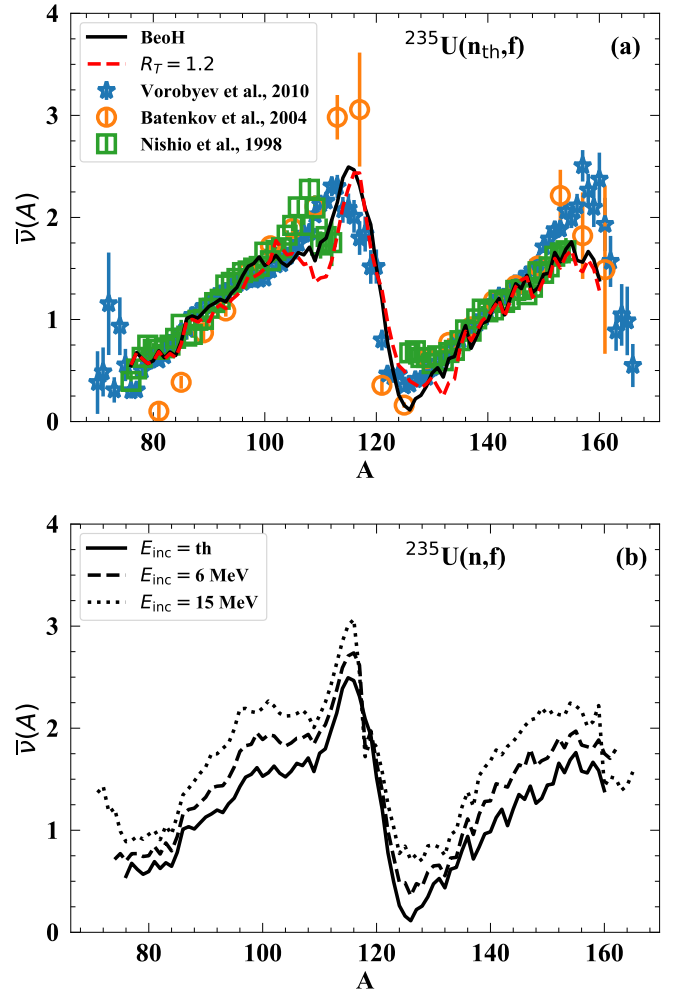 BeoH
R_T = 1.2
Vorobyev et al., 2010
Batenkov et al., 2004
Nishio et al., 1998
²³⁵U(n_th,f)
(a)
4
3
2
1
0
ν̅(A)
80 100 120 140 160
A
E_inc = th
E_inc = 6 MeV
E_inc = 15 MeV
²³⁵U(n,f)
(b)
4
3
2
1
0
ν̅(A)
80 100 120 140 160
A